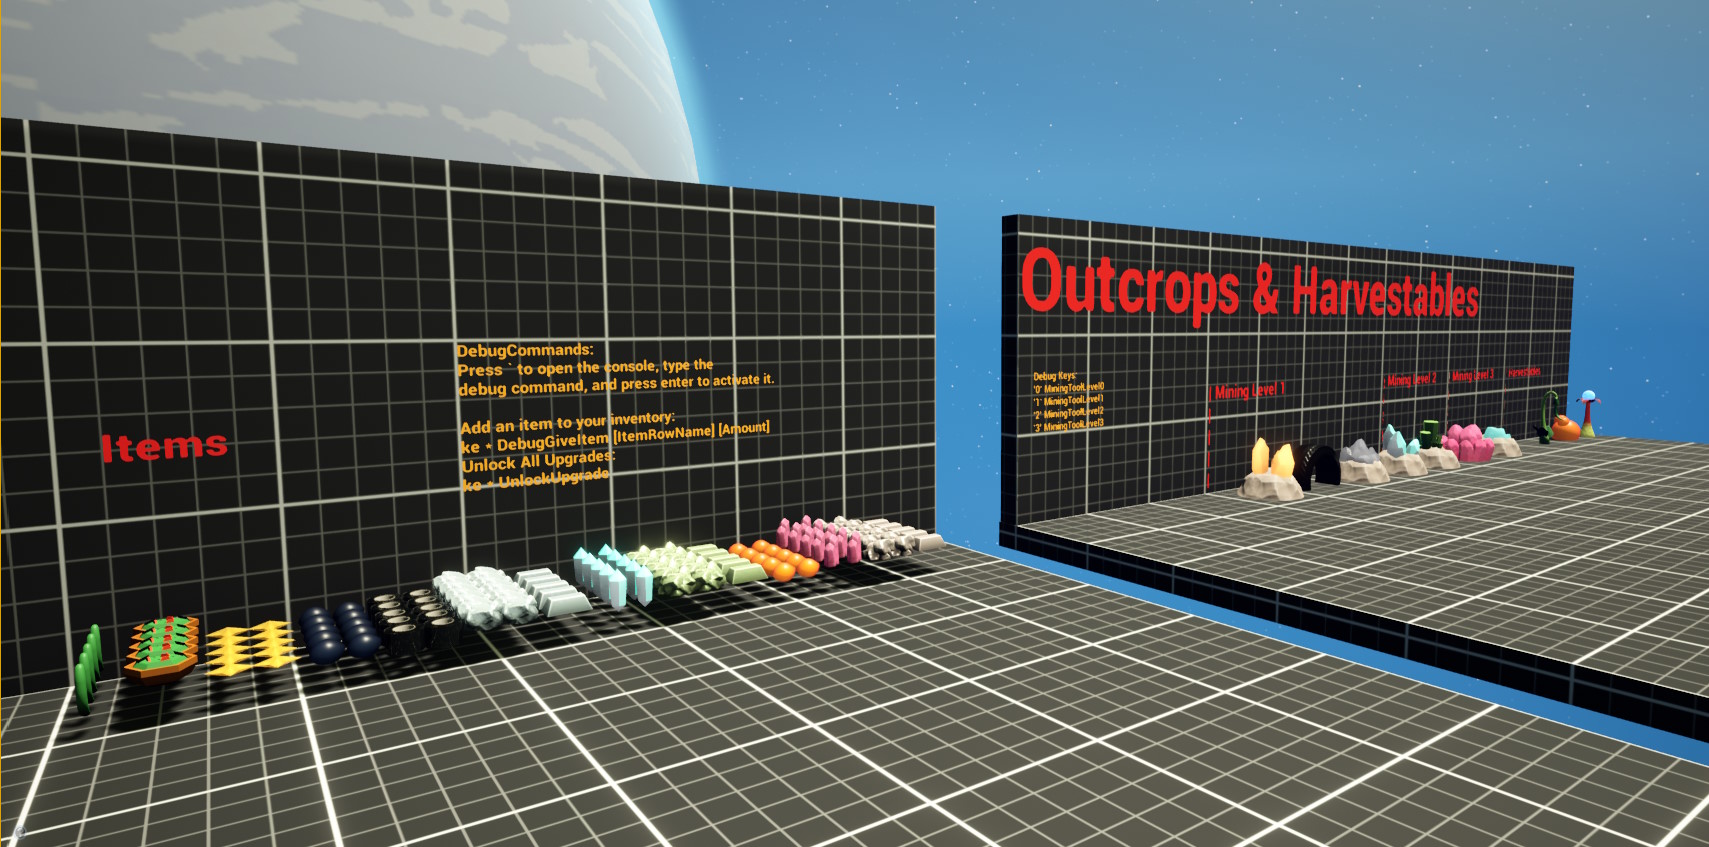 Items
DebugCommands:
Press ` to open the console, type the
debug command, and press enter to activate it.
Add an item to your inventory:
ke * DebugGiveItem [ItemRowName] [Amount]
Unlock All Upgrades:
ke * UnlockUpgrade
Outcrops & Harvestables
Debug Keys:
'0' MiningToolLevel0
'1' MiningToolLevel1
'2' MiningToolLevel2
'3' MiningToolLevel3
Mining Level 1
Mining Level 2
Mining Level 3
Harvestables